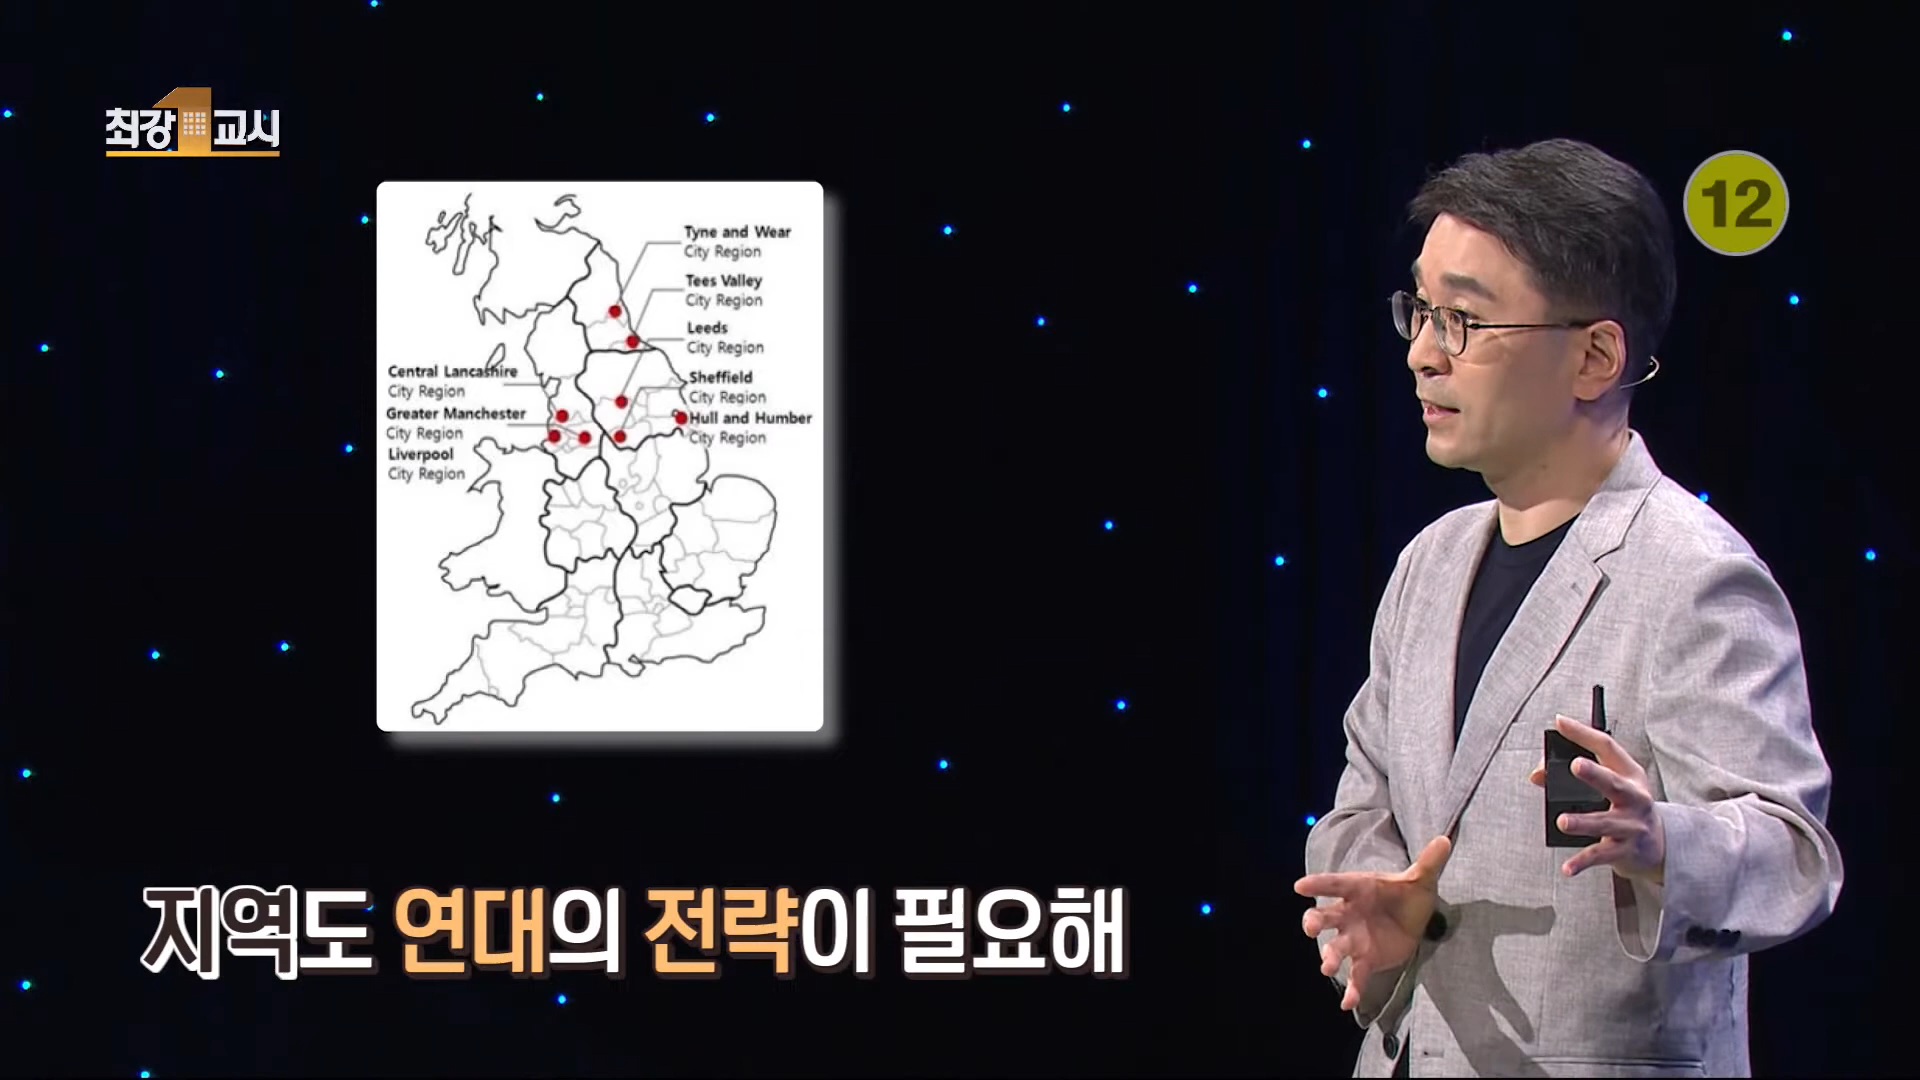 최강1교시
12
Tyne and Wear
City Region
Tees Valley
City Region
Leeds
City Region
Central Lancashire
City Region
Sheffield
City Region
Greater Manchester
City Region
Hull and Humber
City Region
Liverpool
City Region
지역도 연대의 전략이 필요해